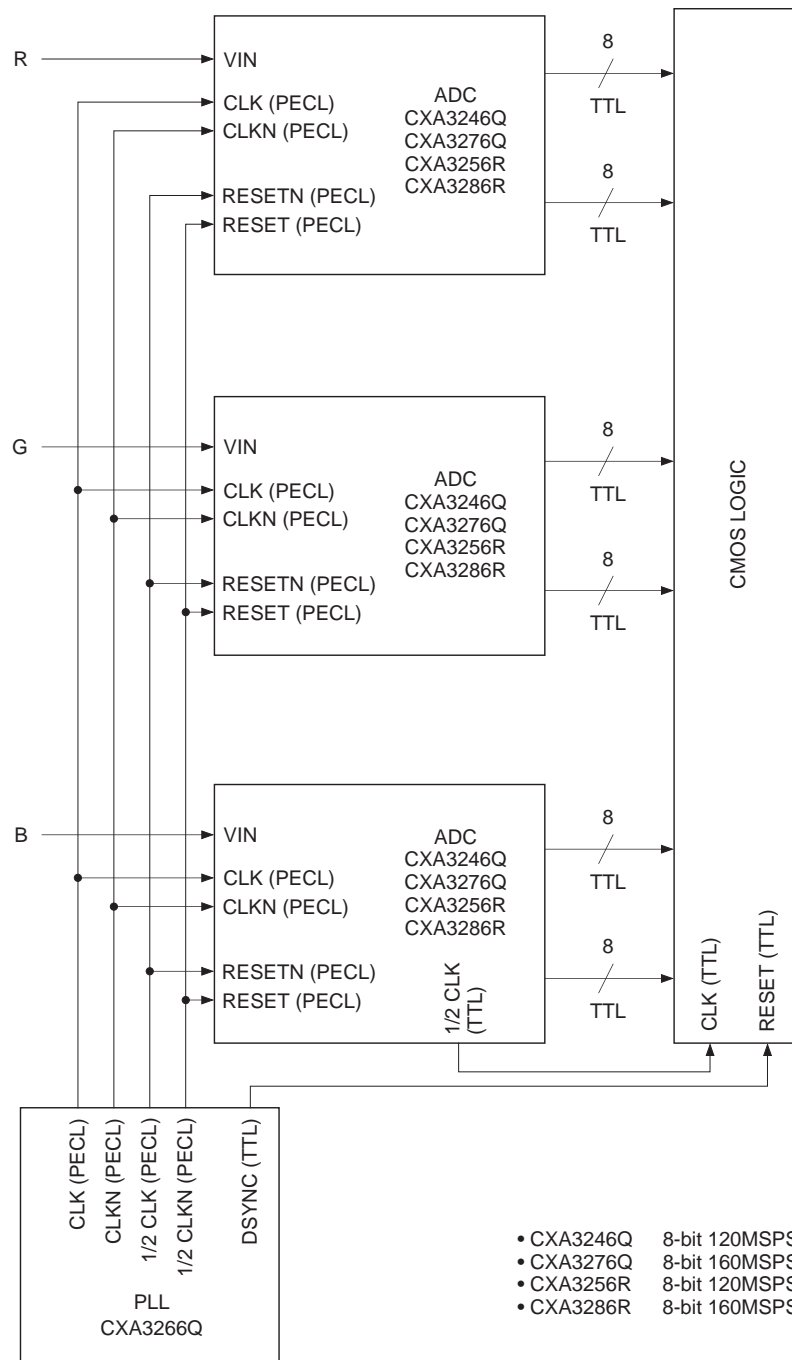 R
VIN
CLK (PECL)
CLKN (PECL)
RESETN (PECL)
RESET (PECL)
ADC
CXA3246Q
CXA3276Q
CXA3256R
CXA3286R
8
TTL
8
TTL
G
VIN
CLK (PECL)
CLKN (PECL)
RESETN (PECL)
RESET (PECL)
ADC
CXA3246Q
CXA3276Q
CXA3256R
CXA3286R
8
TTL
8
TTL
CMOS LOGIC
B
VIN
CLK (PECL)
CLKN (PECL)
RESETN (PECL)
RESET (PECL)
ADC
CXA3246Q
CXA3276Q
CXA3256R
CXA3286R
1/2 CLK
(TTL)
8
TTL
8
TTL
CLK (TTL)
RESET (TTL)
CLK (PECL)
CLKN (PECL)
1/2 CLK (PECL)
1/2 CLKN (PECL)
DSYNC (TTL)
PLL
CXA3266Q
• CXA3246Q 8-bit 120MSPS
• CXA3276Q 8-bit 160MSPS
• CXA3256R 8-bit 120MSPS
• CXA3286R 8-bit 160MSPS